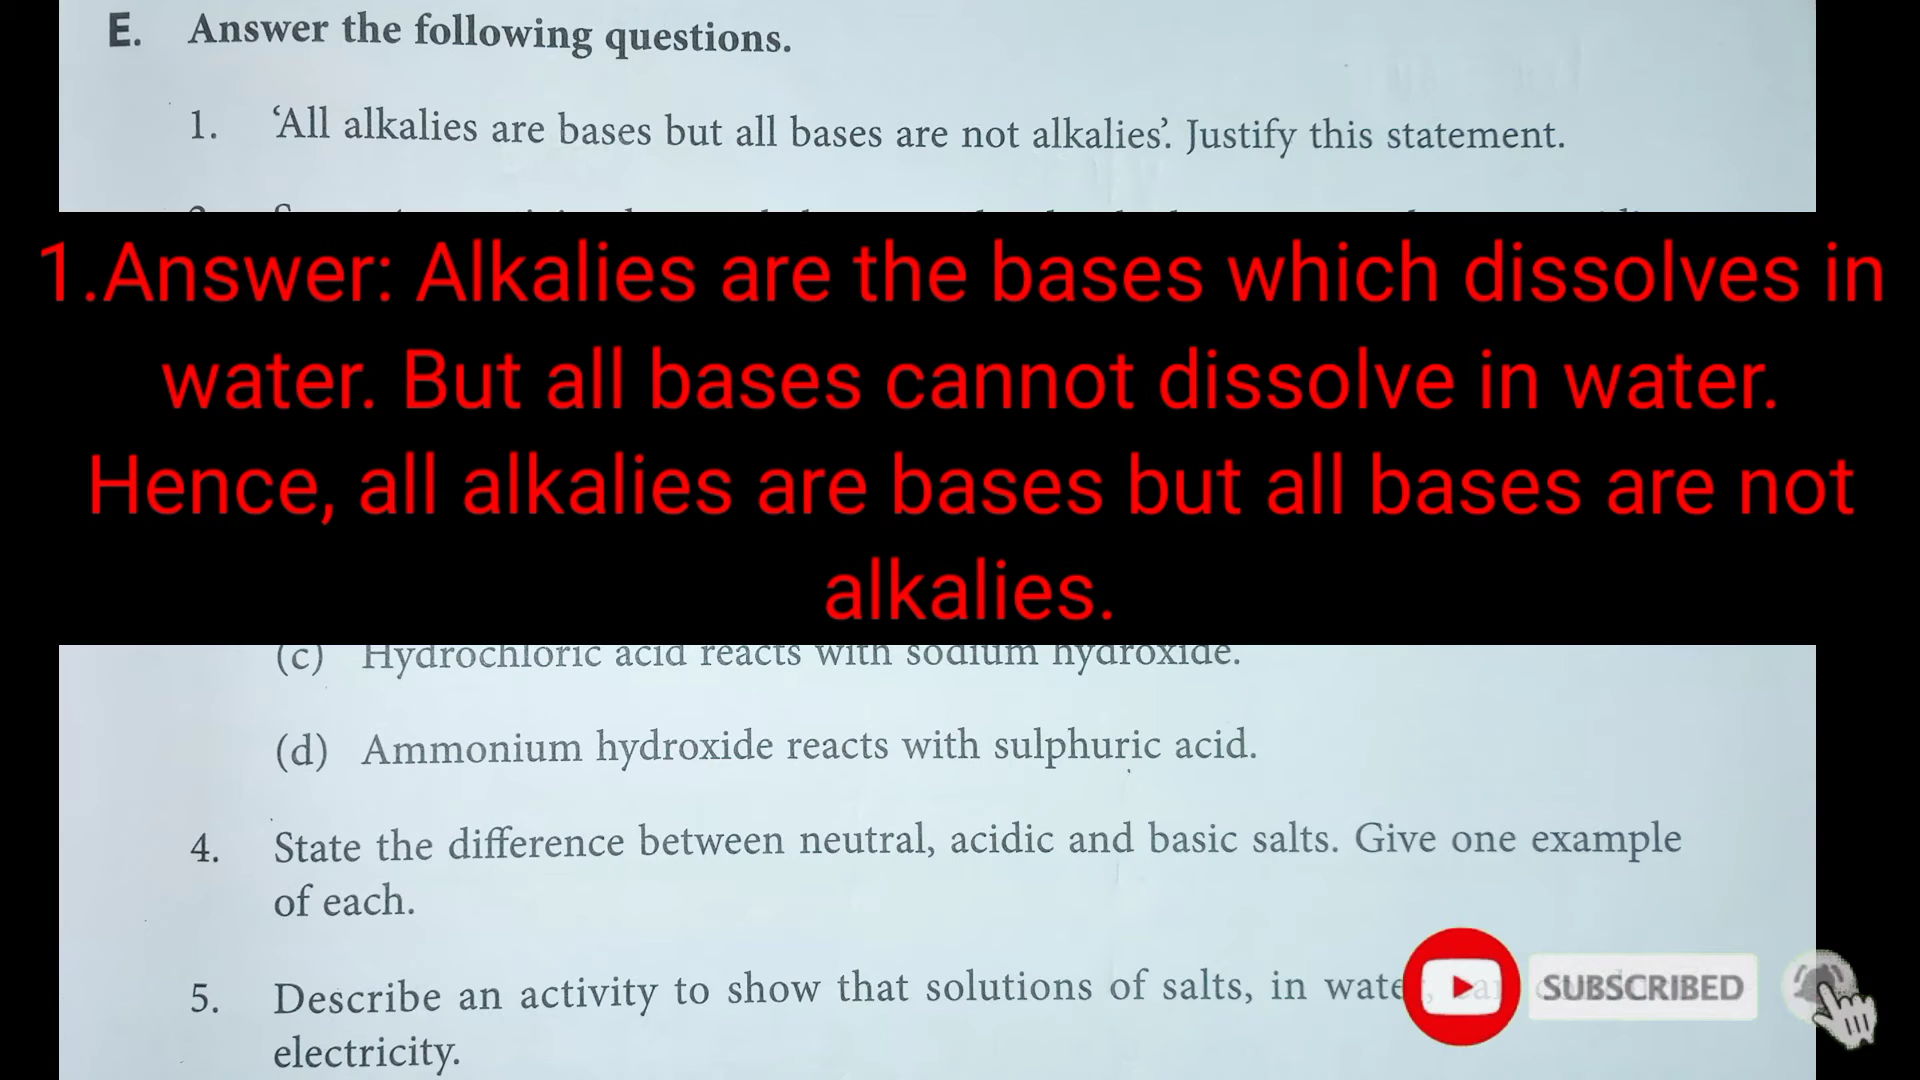 E. Answer the following questions.
1. ‘All alkalies are bases but all bases are not alkalies’. Justify this statement.
1.Answer: Alkalies are the bases which dissolves in
water. But all bases cannot dissolve in water.
Hence, all alkalies are bases but all bases are not
alkalies.
(c) Hydrochloric acid reacts with sodium hydroxide.
(d) Ammonium hydroxide reacts with sulphuric acid.
4. State the difference between neutral, acidic and basic salts. Give one example
of each.
5. Describe an activity to show that solutions of salts, in water,
SUBSCRIBED
electricity.